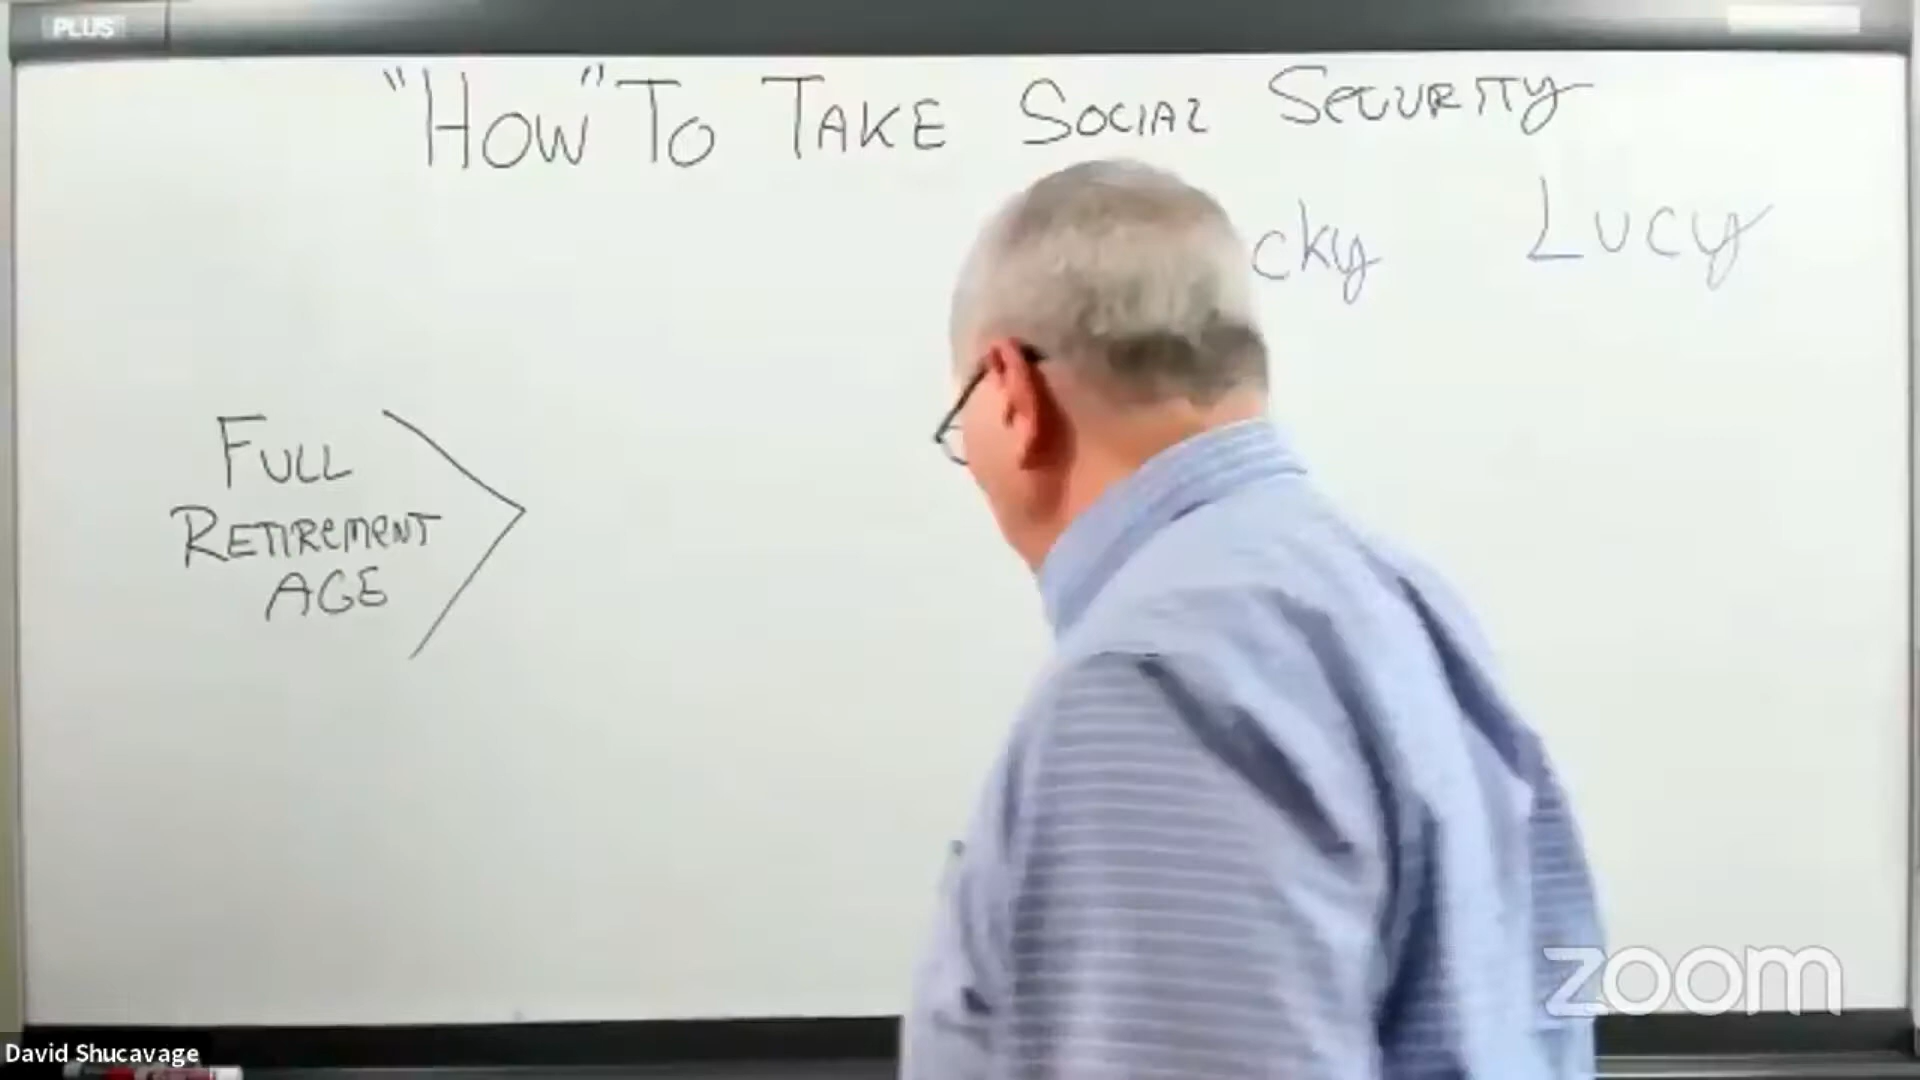 PLUS
"HOW" TO TAKE SOCIAL SECURITY
cky LUCY
FULL
RETIREMENT
AGE
zoom
David Shucavage